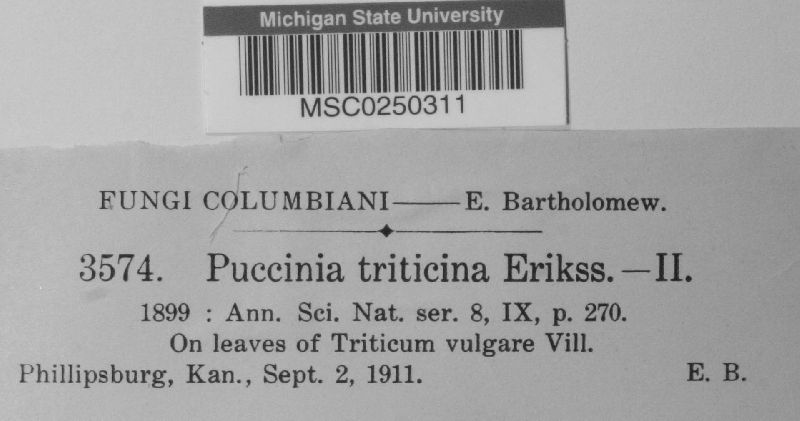 Michigan State University
MSC0250311
FUNGI COLUMBIANI——E. Bartholomew.
3574. Puccinia triticina Erikss.—II.
1899 : Ann. Sci. Nat. ser. 8, IX, p. 270.
On leaves of Triticum vulgare Vill.
Phillipsburg, Kan., Sept. 2, 1911. E. B.